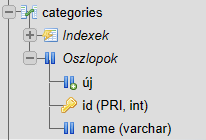 categories
Indexek
Oszlopok
új
id (PRI, int)
name (varchar)